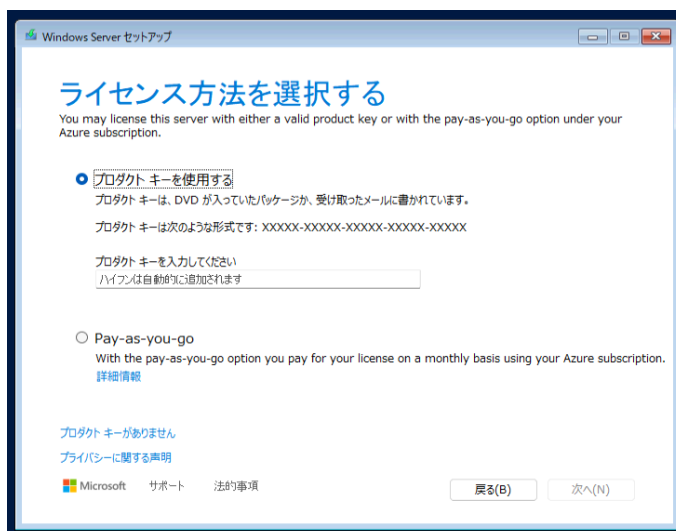 Windows Server セットアップ
ライセンス方法を選択する
You may license this server with either a valid product key or with the pay-as-you-go option under your
Azure subscription.
プロダクト キーを使用する
プロダクト キーは、DVD が入っていたパッケージか、受け取ったメールに書かれています。
プロダクト キーは次のような形式です: XXXXX-XXXXX-XXXXX-XXXXX-XXXXX
プロダクト キーを入力してください
ハイフンは自動的に追加されます
Pay-as-you-go
With the pay-as-you-go option you pay for your license on a monthly basis using your Azure subscription.
詳細情報
プロダクト キーがありません
プライバシーに関する声明
Microsoft サポート 法的事項 戻る(B) 次へ(N)